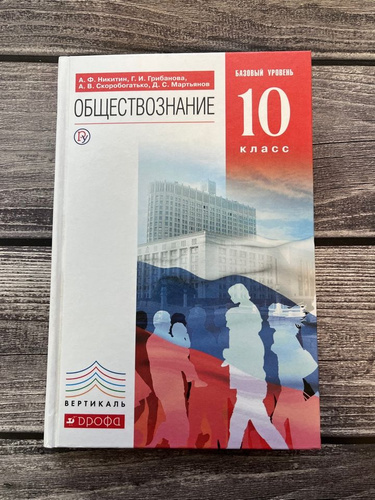 А. Ф. Никитин, Г. И. Грибанова,
А. В. Скоробогатько, Д. С. Мартьянов
ОБЩЕСТВОЗНАНИЕ
БАЗОВЫЙ УРОВЕНЬ
10
класс
ВЕРТИКАЛЬ
ДРОФА